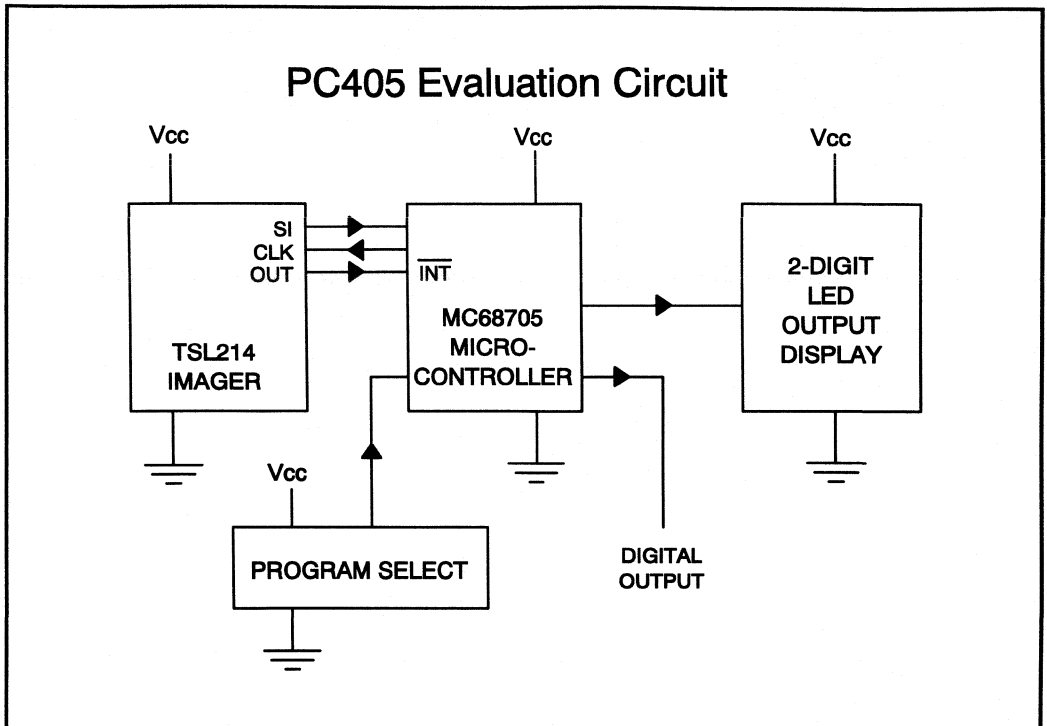 PC405 Evaluation Circuit
Vcc
Vcc
Vcc
SI
CLK
OUT
INT
TSL214
IMAGER
MC68705
MICRO-
CONTROLLER
2-DIGIT
LED
OUTPUT
DISPLAY
Vcc
PROGRAM SELECT
DIGITAL
OUTPUT